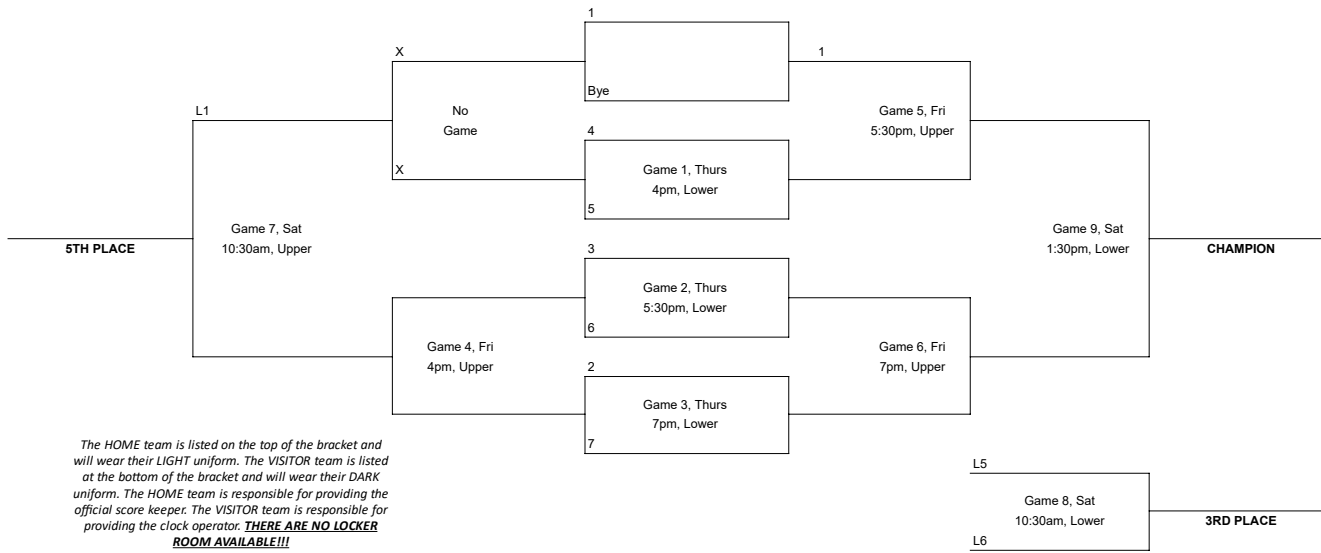 1
X
1
Bye
L1
No
Game
Game 5, Fri
5:30pm, Upper
4
X
Game 1, Thurs
4pm, Lower
5
Game 7, Sat
10:30am, Upper
Game 9, Sat
1:30pm, Lower
5TH PLACE
CHAMPION
3
Game 2, Thurs
5:30pm, Lower
6
Game 4, Fri
4pm, Upper
Game 6, Fri
7pm, Upper
2
Game 3, Thurs
7pm, Lower
7
The HOME team is listed on the top of the bracket and
will wear their LIGHT uniform. The VISITOR team is listed
at the bottom of the bracket and will wear their DARK
uniform. The HOME team is responsible for providing the
official score keeper. The VISITOR team is responsible for
providing the clock operator. THERE ARE NO LOCKER
ROOM AVAILABLE!!!
L5
Game 8, Sat
10:30am, Lower
3RD PLACE
L6